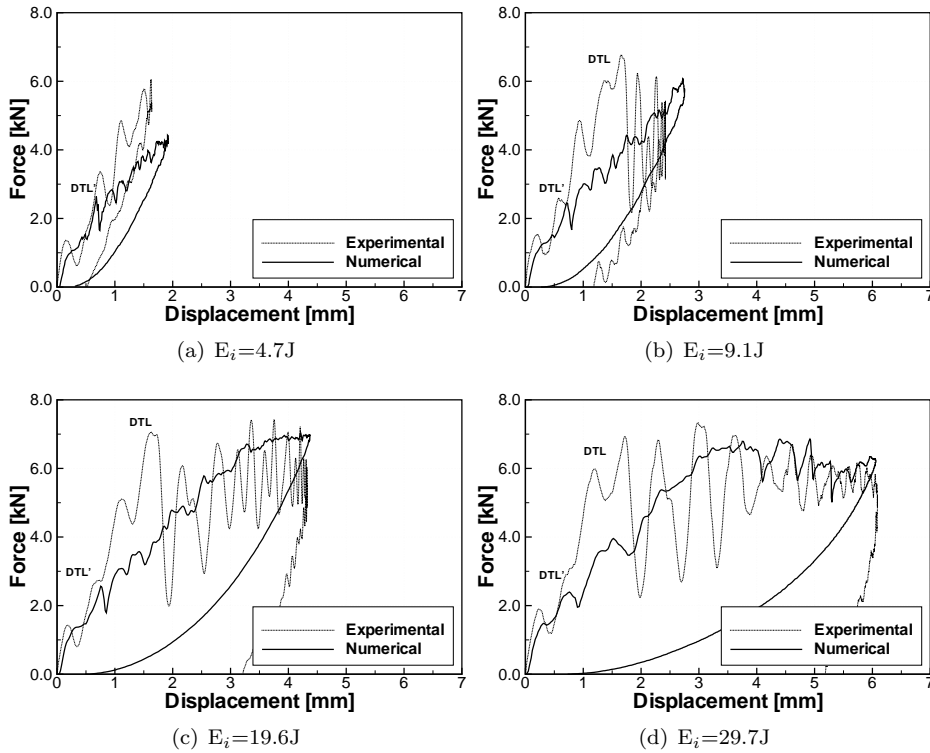 8.0
6.0
4.0
2.0
0.0
Force [kN]
DTL'
Experimental
Numerical
0 1 2 3 4 5 6 7
Displacement [mm]
(a) E_i=4.7J
8.0
6.0
4.0
2.0
0.0
Force [kN]
DTL
DTL'
Experimental
Numerical
0 1 2 3 4 5 6 7
Displacement [mm]
(b) E_i=9.1J
8.0
6.0
4.0
2.0
0.0
Force [kN]
DTL
DTL'
Experimental
Numerical
0 1 2 3 4 5 6 7
Displacement [mm]
(c) E_i=19.6J
8.0
6.0
4.0
2.0
0.0
Force [kN]
DTL
DTL'
Experimental
Numerical
0 1 2 3 4 5 6 7
Displacement [mm]
(d) E_i=29.7J